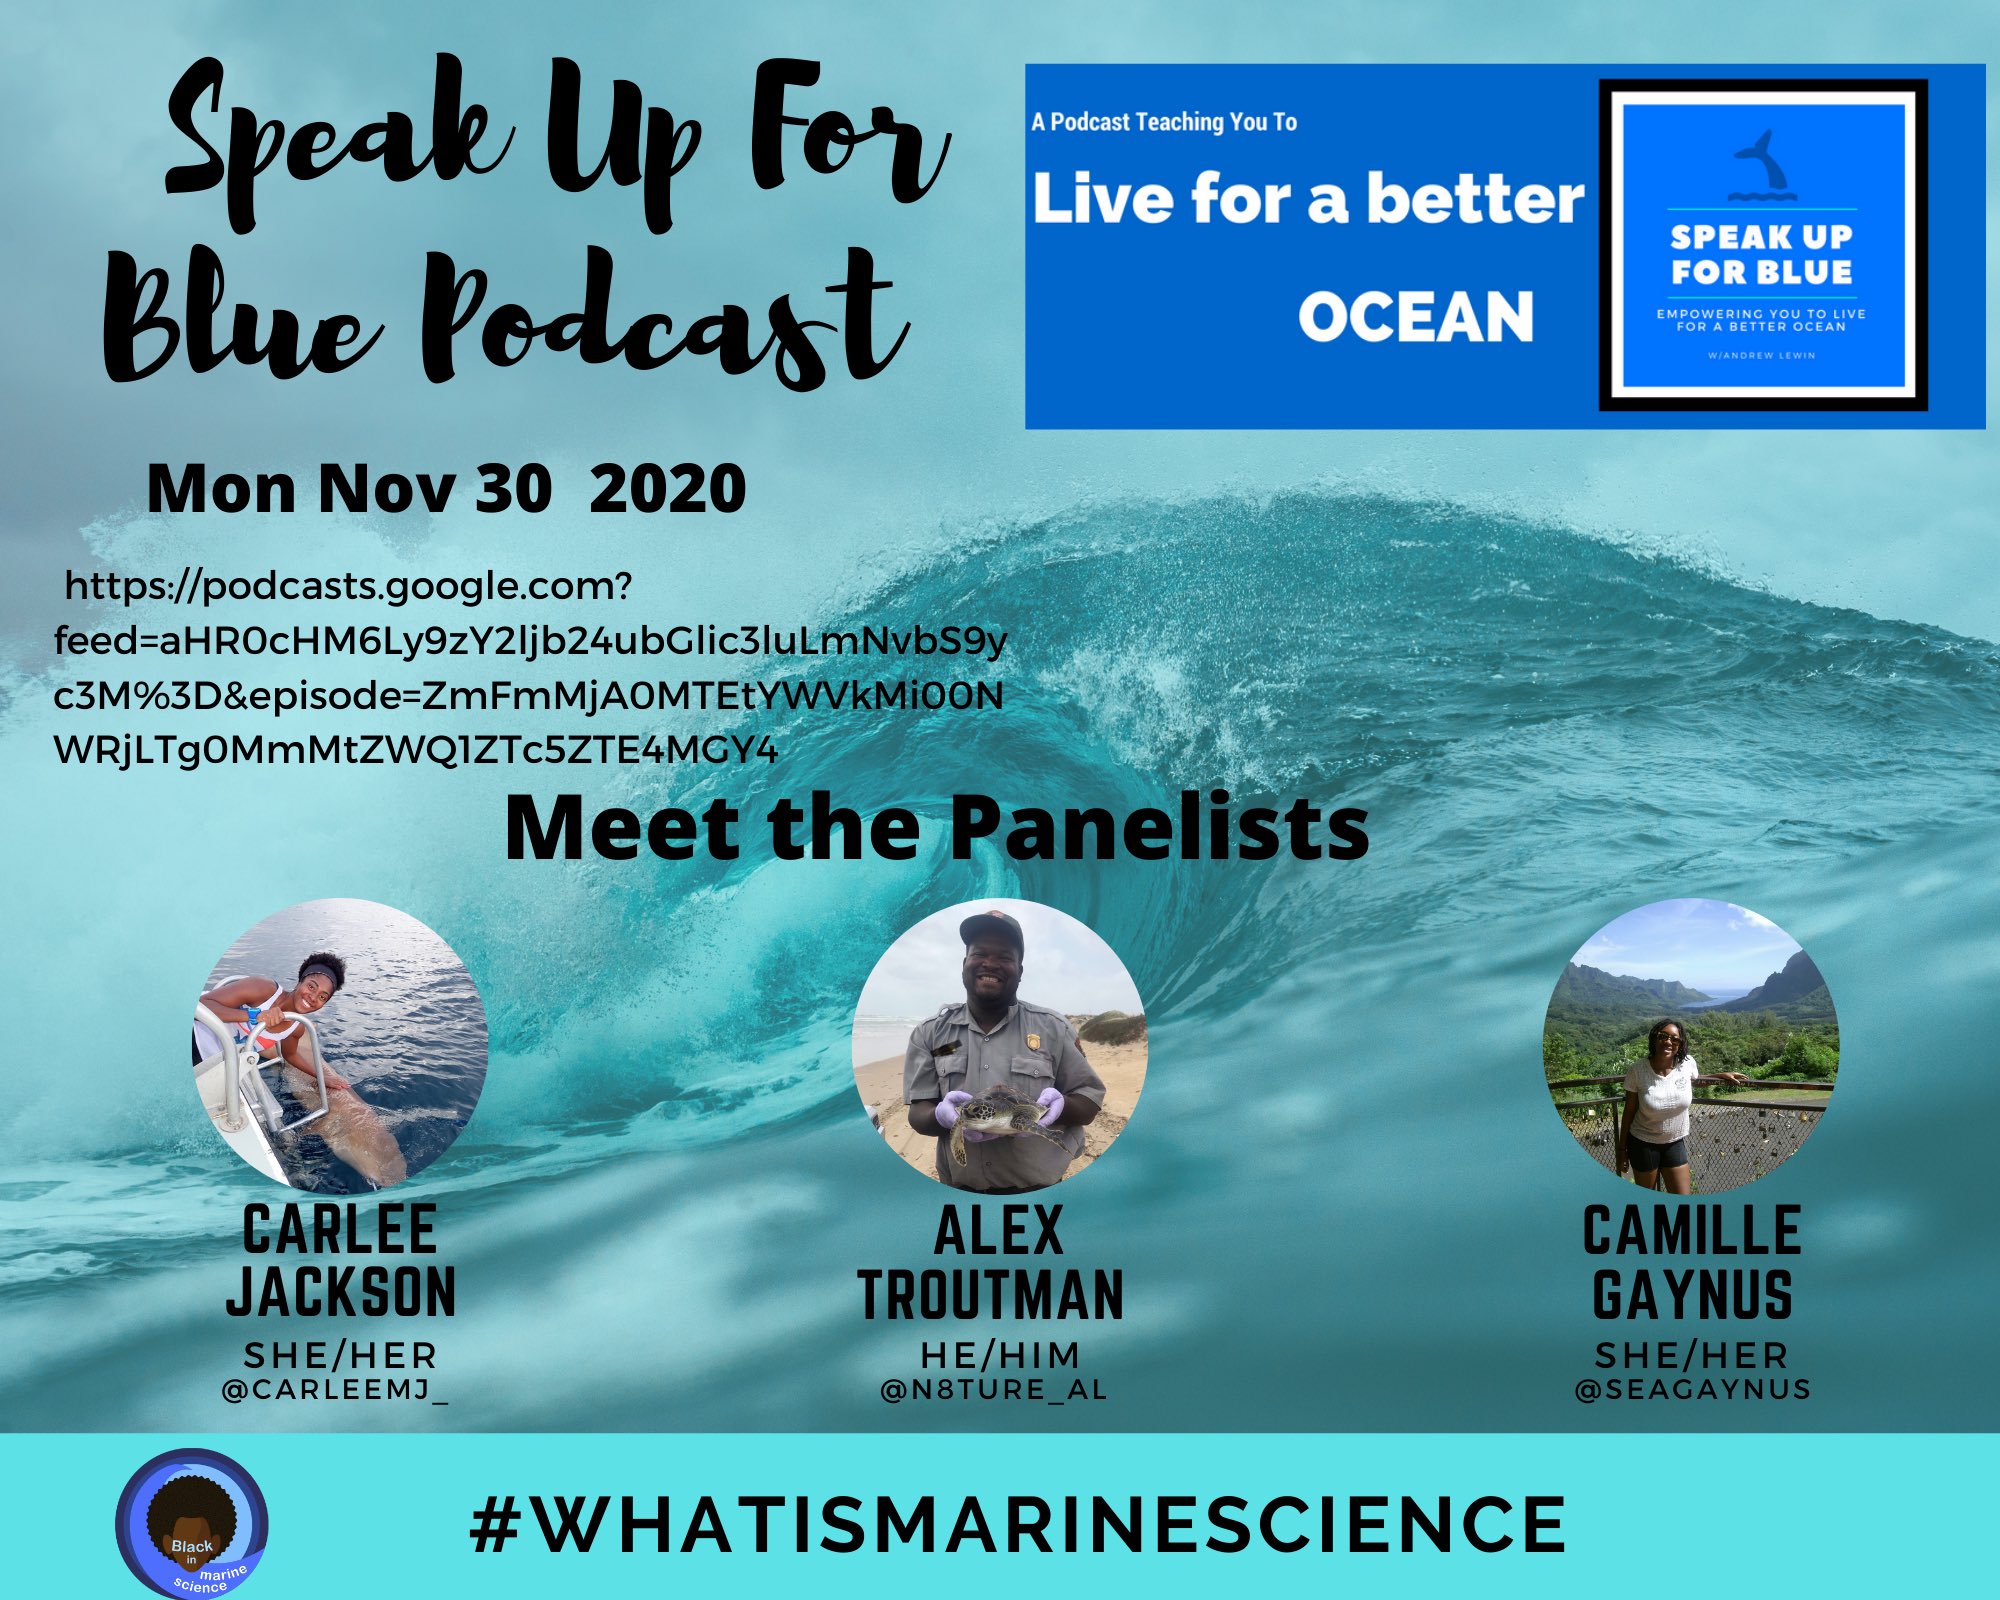 Speak Up For
Blue Podcast
A Podcast Teaching You To
Live for a better
OCEAN
SPEAK UP
FOR BLUE
EMPOWERING YOU TO LIVE
FOR A BETTER OCEAN
W/ANDREW LEWIN
Mon Nov 30 2020
https://podcasts.google.com?
feed=aHR0cHM6Ly9zY2ljb24ubGlic3luLmNvbS9y
c3M%3D&episode=ZmFmMjA0MTEtYWVkMi00N
WRjLTg0MmMtZWQ1ZTc5ZTE4MGY4
Meet the Panelists
CARLEE
JACKSON
SHE/HER
@CARLEEMJ_
ALEX
TROUTMAN
HE/HIM
@N8TURE_AL
CAMILLE
GAYNUS
SHE/HER
@SEAGAYNUS
Black
in
marine
science
#WHATISMARINESCIENCE